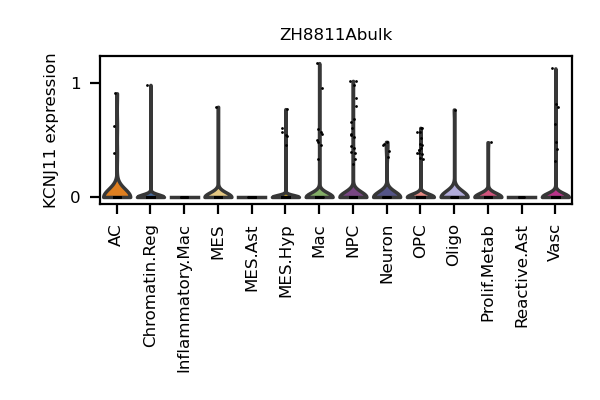 ZH8811Abulk
KCNJ11 expression
1
0
AC
Chromatin.Reg
Inflammatory.Mac
MES
MES.Ast
MES.Hyp
Mac
NPC
Neuron
OPC
Oligo
Prolif.Metab
Reactive.Ast
Vasc